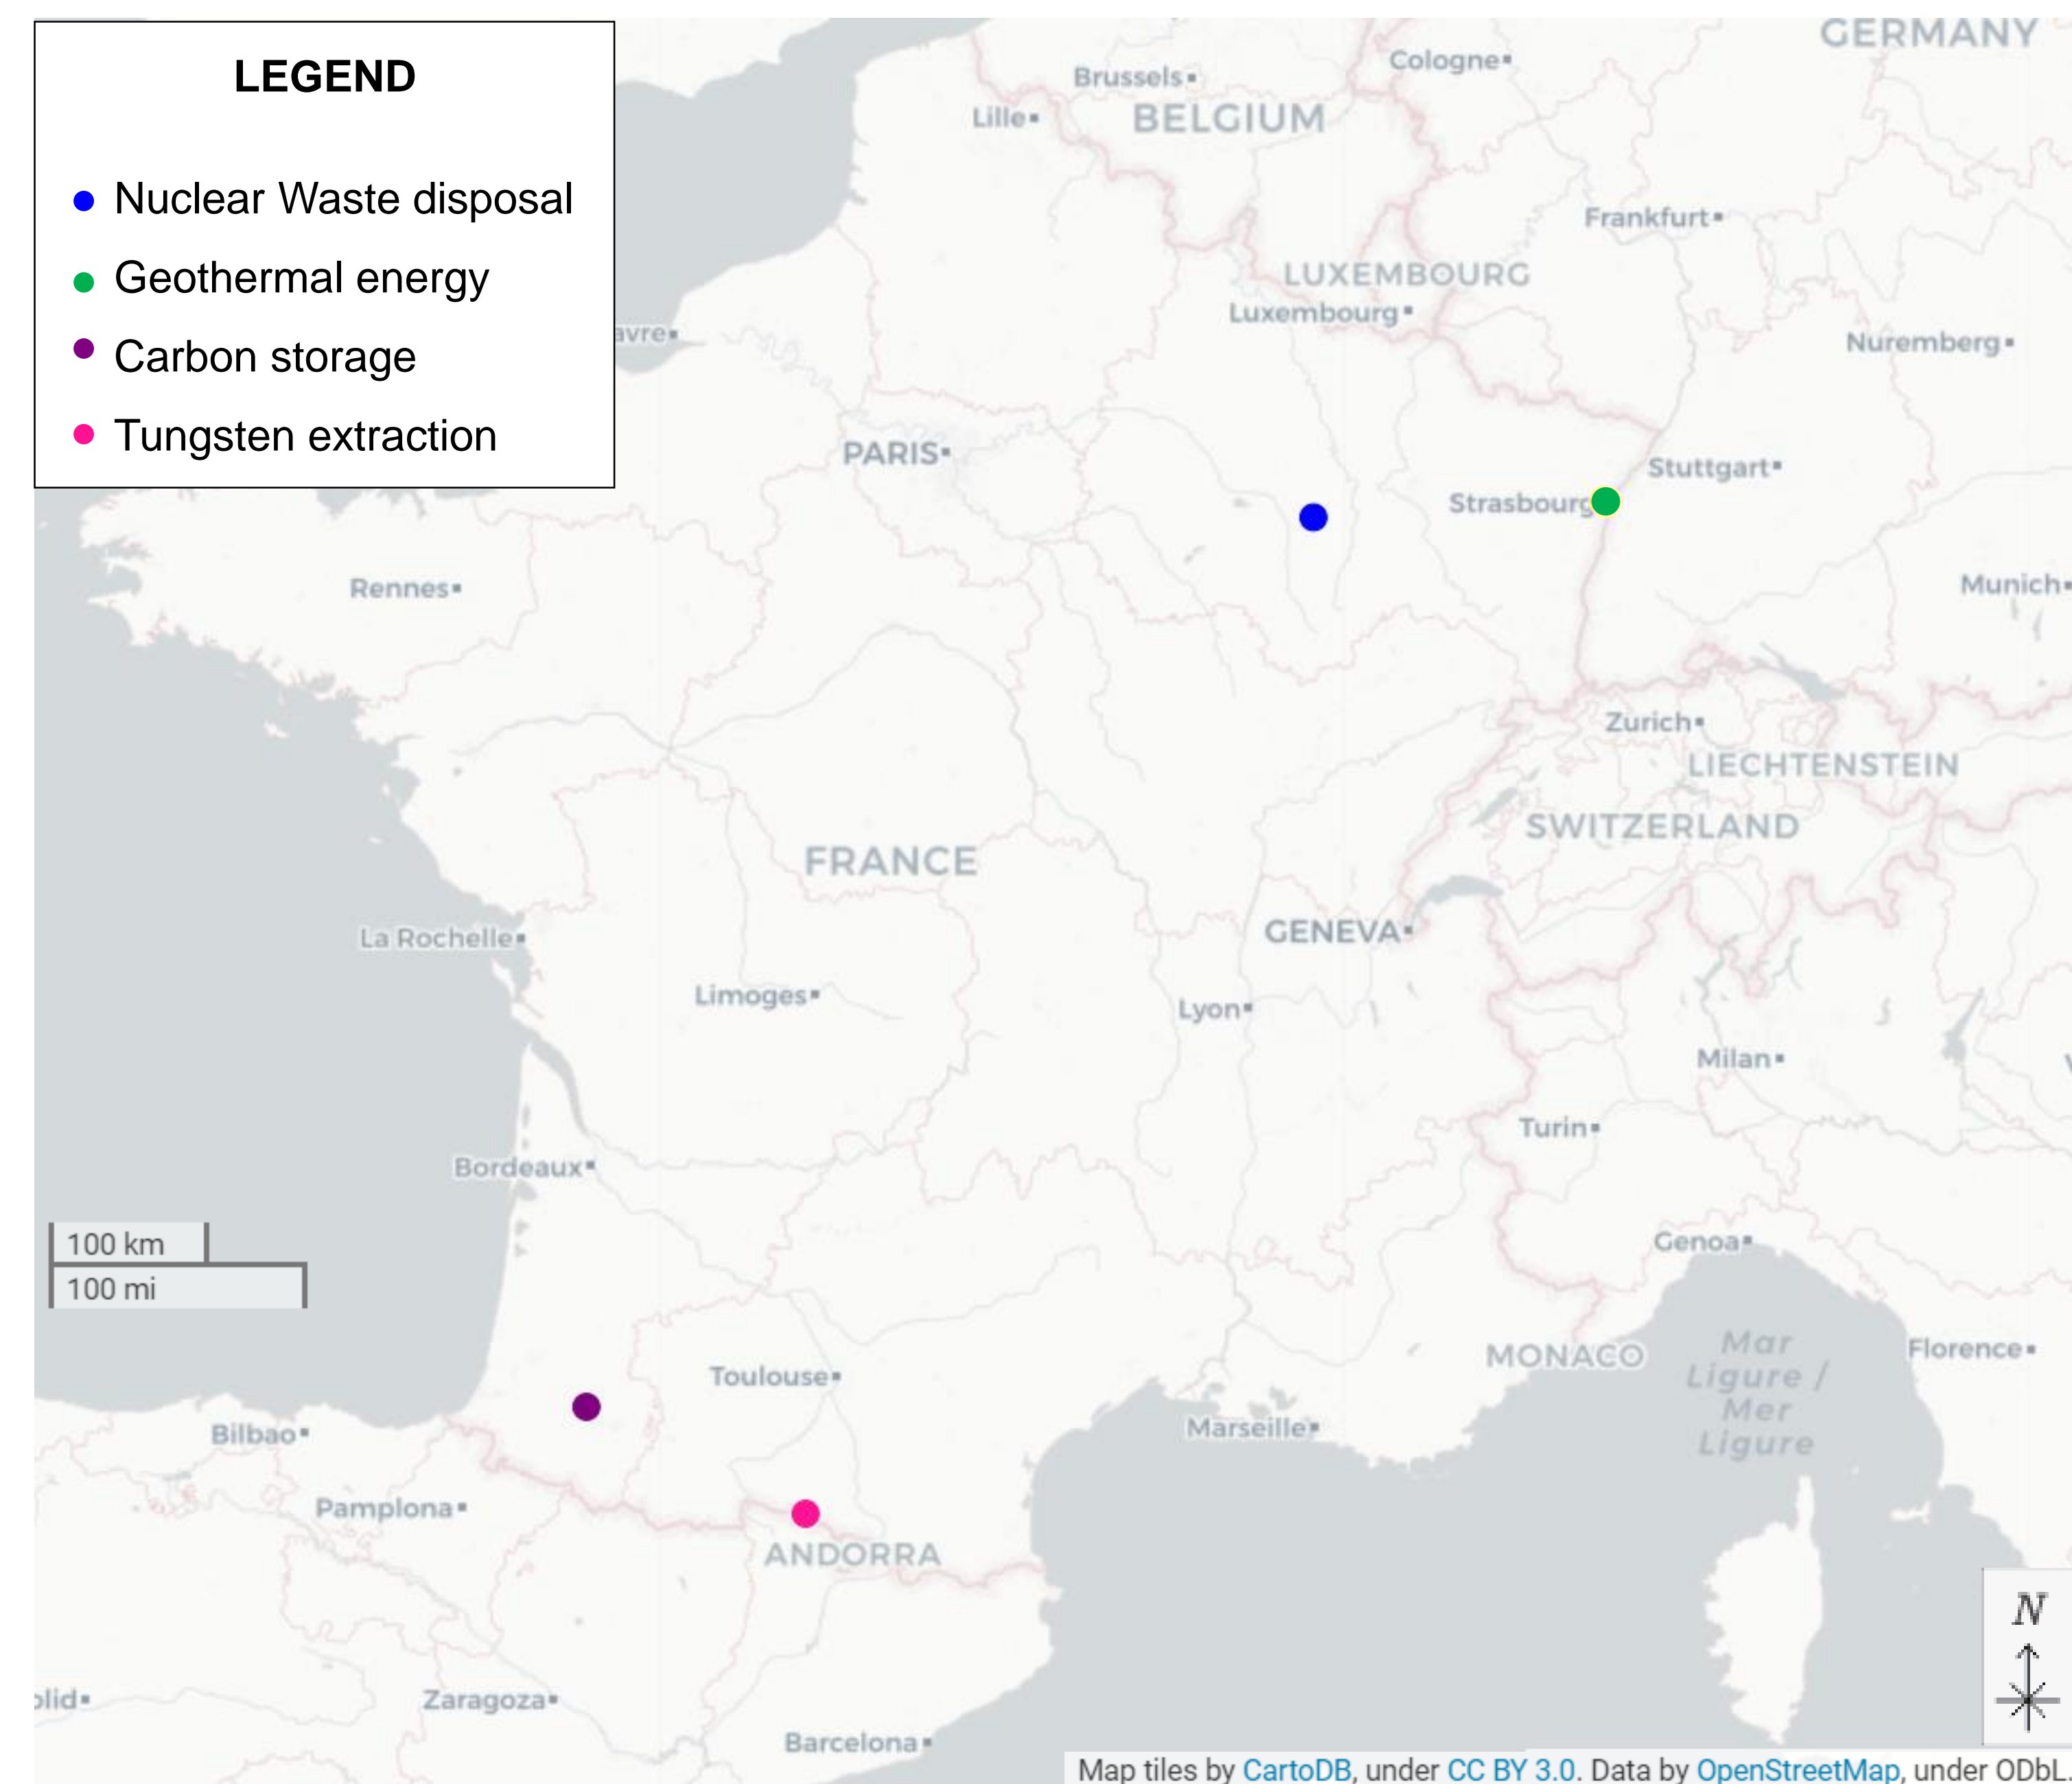 LEGEND
Nuclear Waste disposal
Geothermal energy
Carbon storage
Tungsten extraction
GERMANY
Cologne
Brussels
Lille
BELGIUM
Frankfurt
LUXEMBOURG
Luxembourg
avre
Nuremberg
PARIS
Stuttgart
Strasbourg
Rennes
Munich
Zurich
LIECHTENSTEIN
SWITZERLAND
FRANCE
GENEVA
La Rochelle
Limoges
Lyon
Milan
Turin
Bordeaux
100 km
100 mi
Genoa
MONACO
Mar
Ligure /
Mer
Ligure
Florence
Toulouse
Marseille
Bilbao
Pamplona
ANDORRA
N
olid
Zaragoza
Barcelona
Map tiles by CartoDB, under CC BY 3.0. Data by OpenStreetMap, under ODbL